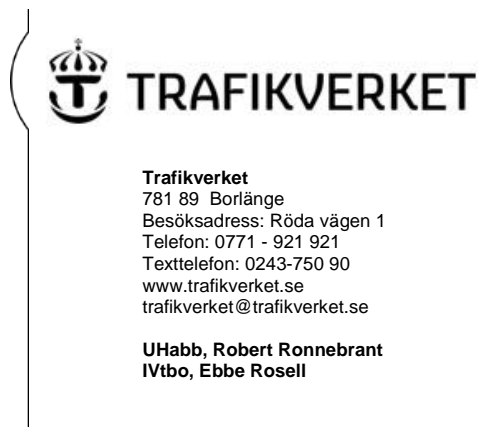 TRAFIKVERKET
Trafikverket
781 89 Borlänge
Besöksadress: Röda vägen 1
Telefon: 0771 - 921 921
Texttelefon: 0243-750 90
www.trafikverket.se
trafikverket@trafikverket.se
UHabb, Robert Ronnebrant
IVtbo, Ebbe Rosell